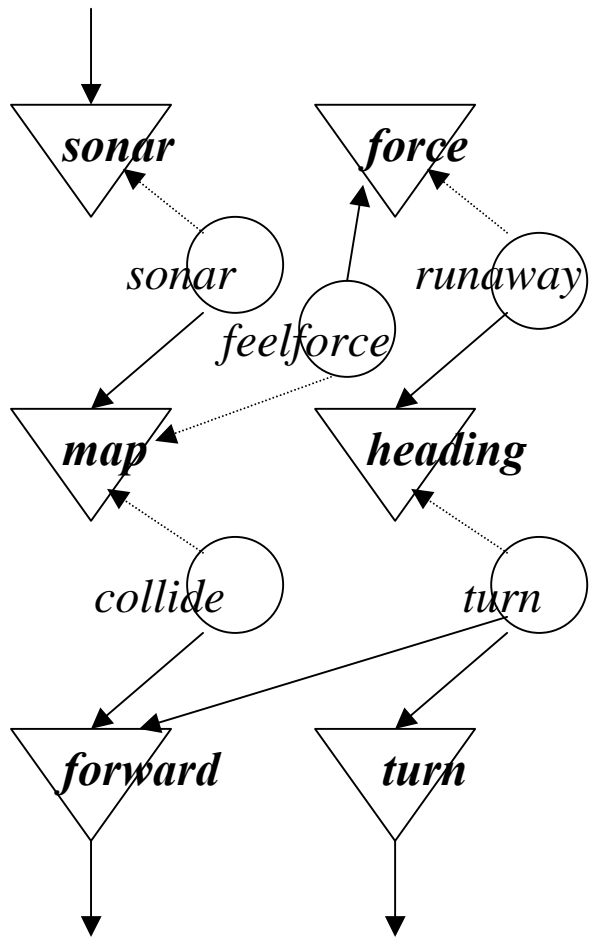 sonar
force
sonar
runaway
feelforce
map
heading
collide
turn
forward
turn